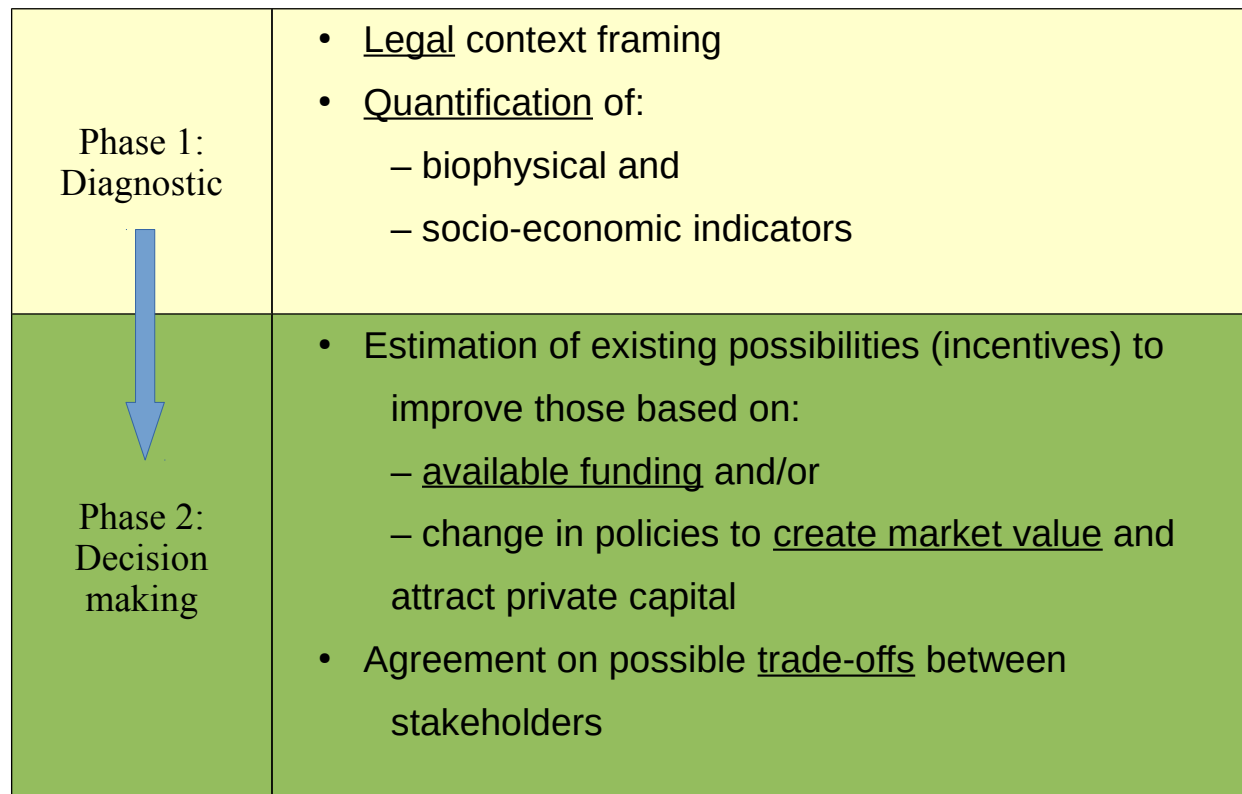 Phase 1:
Diagnostic
• Legal context framing
• Quantification of:
– biophysical and
– socio-economic indicators
Phase 2:
Decision
making
• Estimation of existing possibilities (incentives) to
improve those based on:
– available funding and/or
– change in policies to create market value and
attract private capital
• Agreement on possible trade-offs between
stakeholders